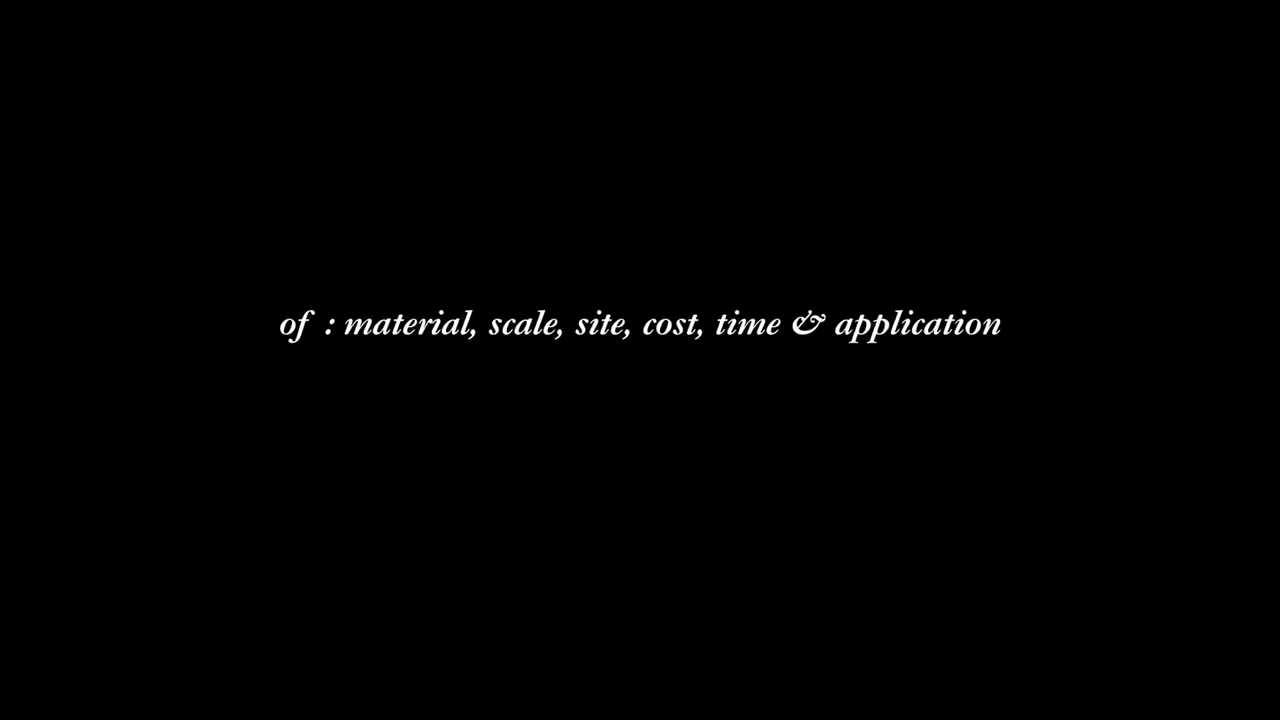 of : material, scale, site, cost, time & application